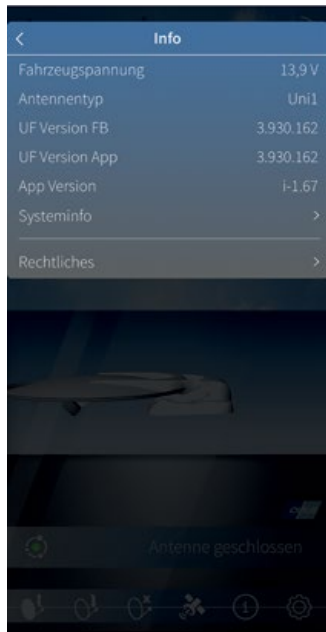 Info
Fahrzeugspannung 13,9 V
Antennentyp Uni1
UF Version FB 3.930.162
UF Version App 3.930.162
App Version i-1.67
Systeminfo
Rechtliches
Antenne geschlossen